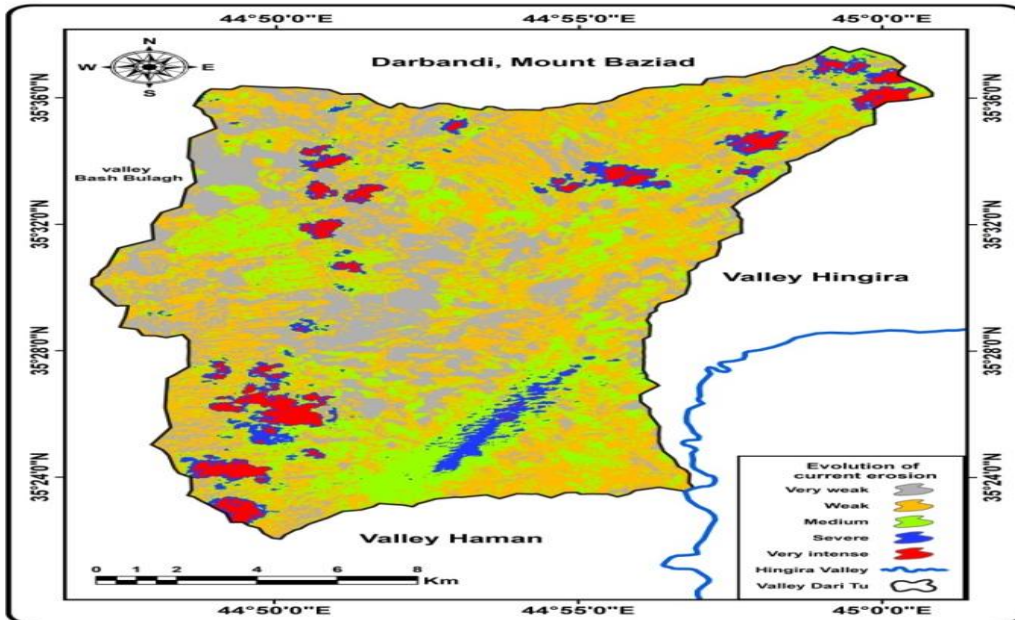 44°50'0"E 44°55'0"E 45°0'0"E
N
W E
S
Darbandi, Mount Baziad
35°36'0"N 35°36'0"N
valley
Bash Bulagh
35°32'0"N 35°32'0"N
Valley Hingira
35°28'0"N 35°28'0"N
35°24'0"N 35°24'0"N
Valley Haman
Evolution of
current erosion
Very weak
Weak
Medium
Severe
Very intense
Hingira Valley
Valley Dari Tu
0 1 2 4 6 8
Km
44°50'0"E 44°55'0"E 45°0'0"E